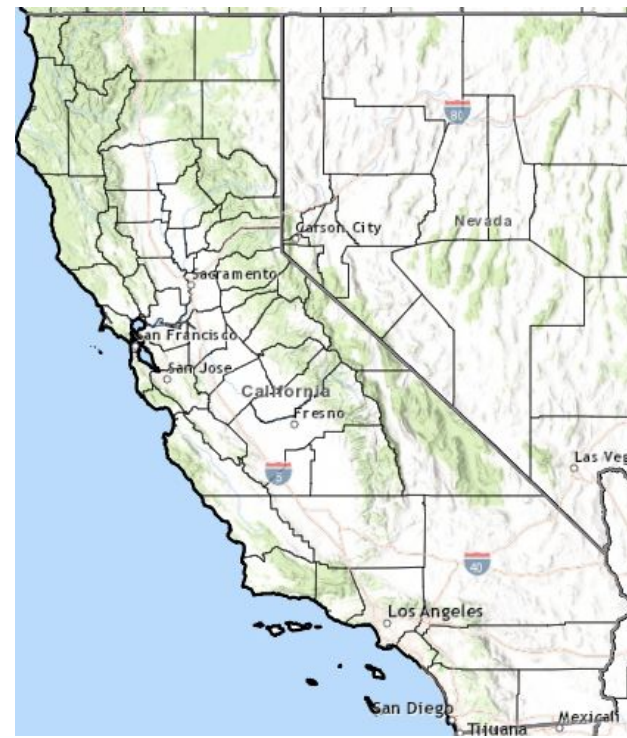 80
Carson City
Nevada
Sacramento
San Francisco
San Jose
California
Fresno
5
Las Veg
40
Los Angeles
San Diego
Tijuana
Mexicali